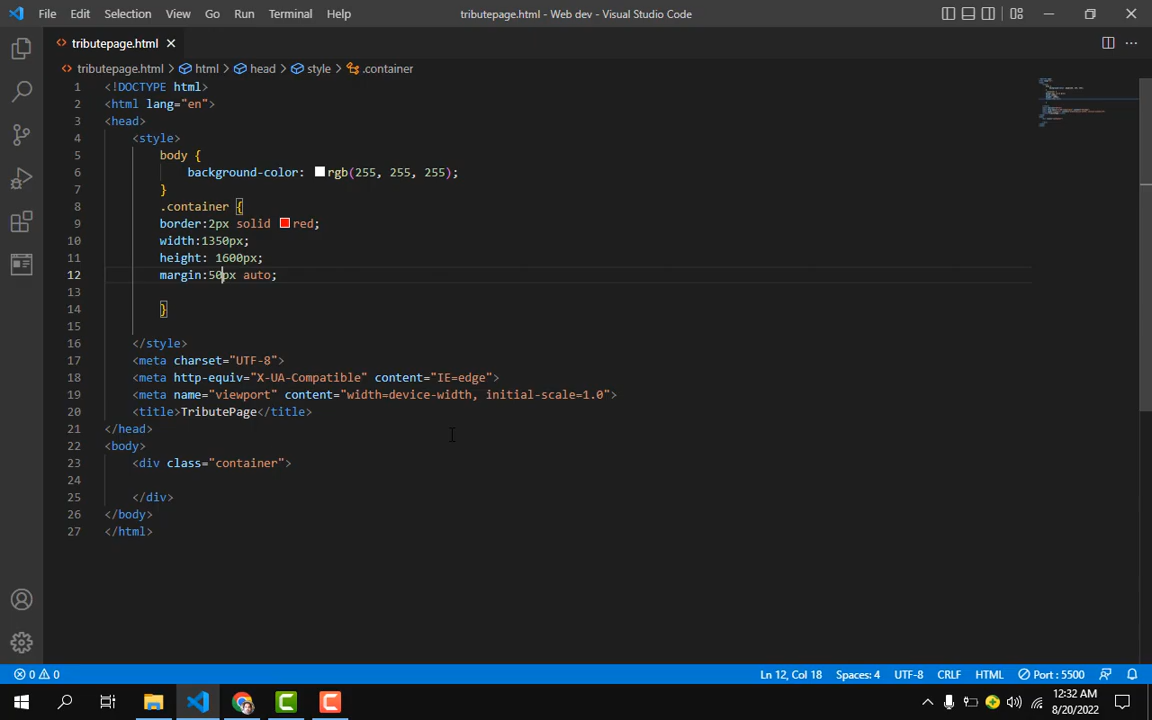 File Edit Selection View Go Run Terminal Help tributepage.html - Web dev - Visual Studio Code
tributepage.html
tributepage.html > html > head > style > .container
1 <!DOCTYPE html>
2 <html lang="en">
3 <head>
4 <style>
5 body {
6 background-color: rgb(255, 255, 255);
7 }
8 .container {
9 border:2px solid red;
10 width:1350px;
11 height: 1600px;
12 margin:50px auto;
13
14 }
15
16 </style>
17 <meta charset="UTF-8">
18 <meta http-equiv="X-UA-Compatible" content="IE=edge">
19 <meta name="viewport" content="width=device-width, initial-scale=1.0">
20 <title>TributePage</title>
21 </head>
22 <body>
23 <div class="container">
24
25 </div>
26 </body>
27 </html>
0 0 Ln 12, Col 18 Spaces: 4 UTF-8 CRLF HTML Port : 5500
12:32 AM
8/20/2022